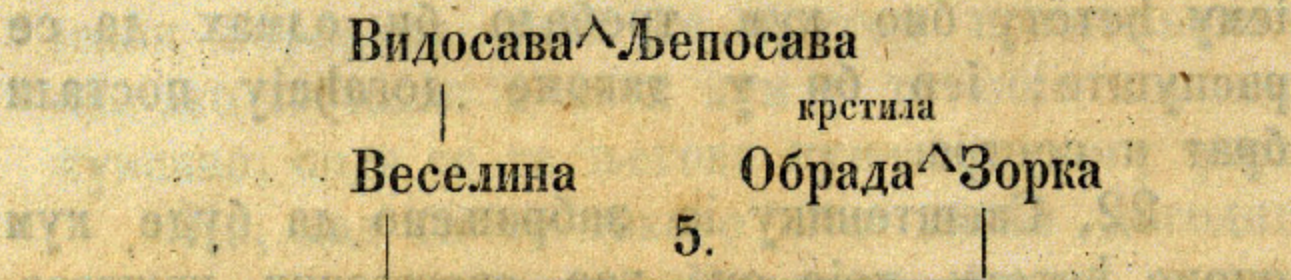 Видосава^Љепосава
крстила
Веселина Обрада^Зорка
5.